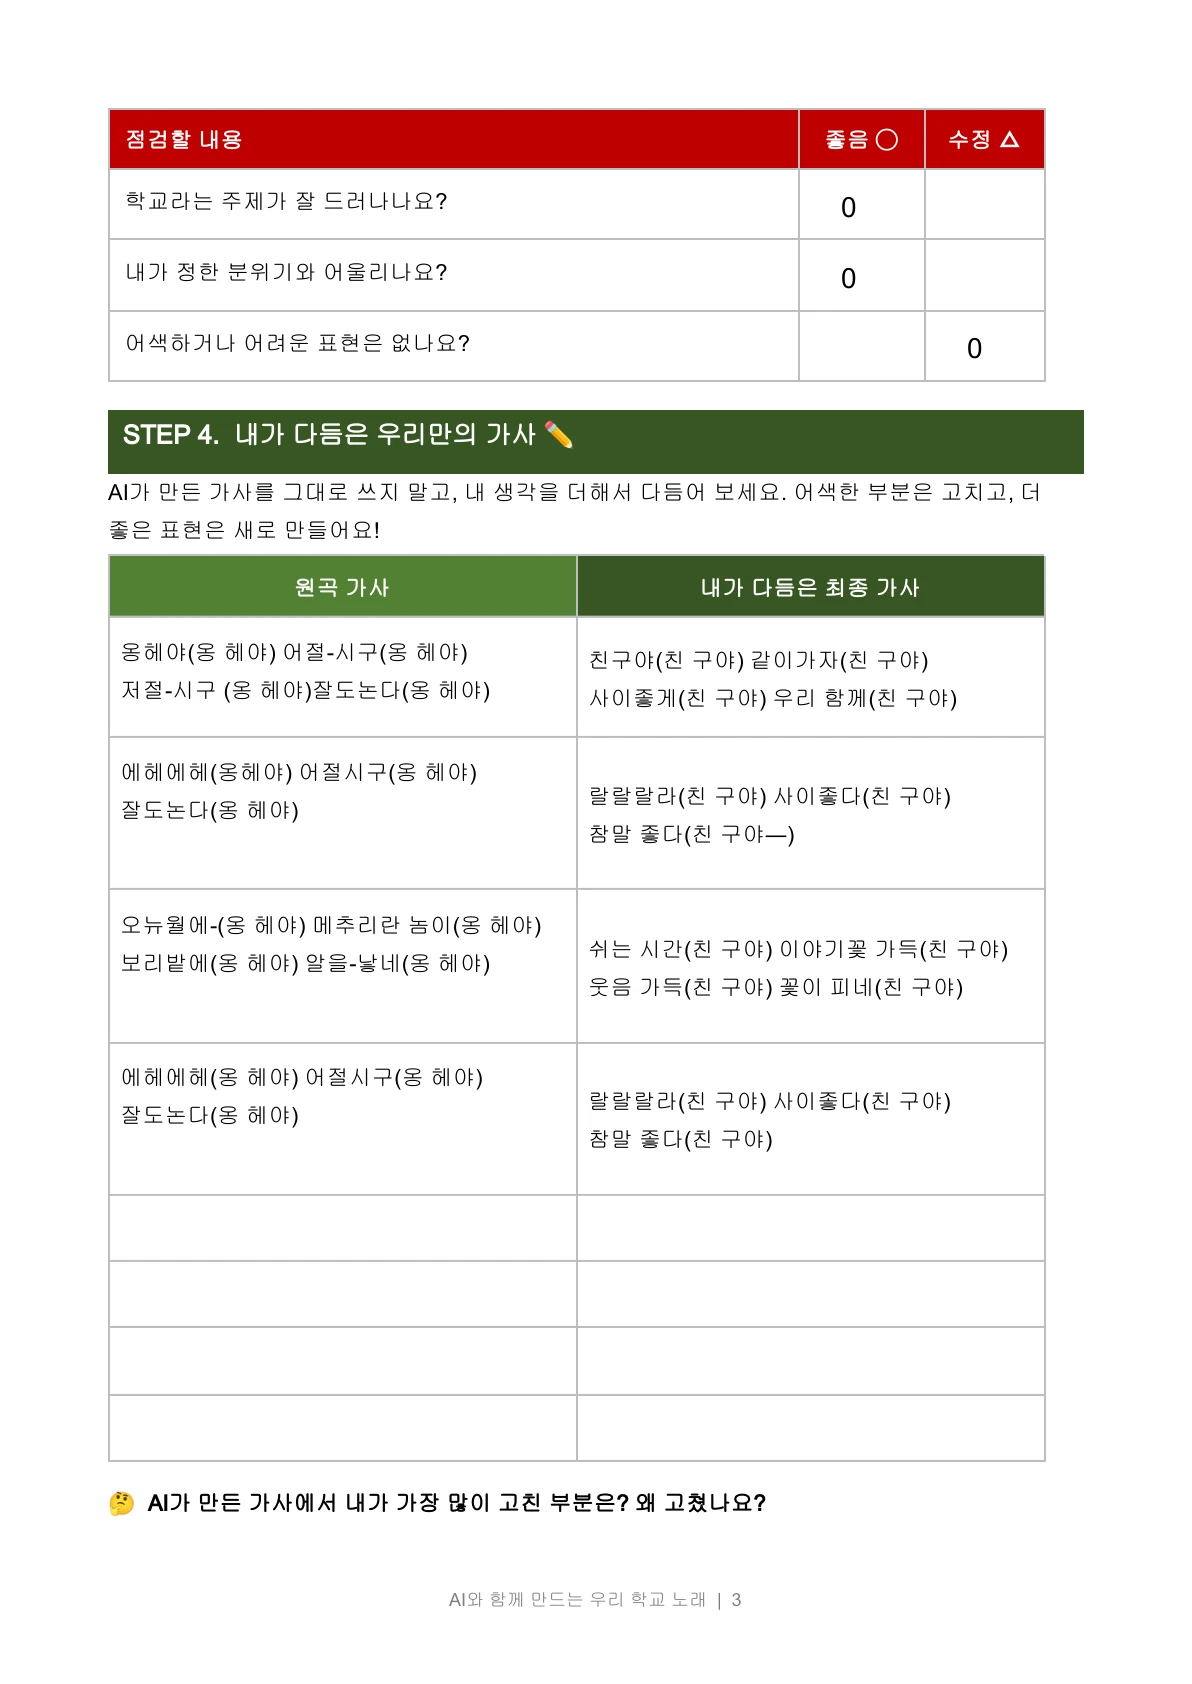 점검할 내용 좋음 ◯ 수정 △
학교라는 주제가 잘 드러나나요? 0
내가 정한 분위기와 어울리나요? 0
어색하거나 어려운 표현은 없나요? 0
STEP 4. 내가 다듬은 우리만의 가사 ✏️
AI가 만든 가사를 그대로 쓰지 말고, 내 생각을 더해서 다듬어 보세요. 어색한 부분은 고치고, 더
좋은 표현은 새로 만들어요!
원곡 가사 내가 다듬은 최종 가사
옹헤야(옹 헤야) 어절-시구(옹 헤야)
저절-시구 (옹 헤야)잘도논다(옹 헤야)
친구야(친 구야) 같이가자(친 구야)
사이좋게(친 구야) 우리 함께(친 구야)
에헤에헤(옹헤야) 어절시구(옹 헤야)
잘도논다(옹 헤야)
랄랄랄라(친 구야) 사이좋다(친 구야)
참말 좋다(친 구야—)
오뉴월에-(옹 헤야) 메추리란 놈이(옹 헤야)
보리밭에(옹 헤야) 알을-낳네(옹 헤야)
쉬는 시간(친 구야) 이야기꽃 가득(친 구야)
웃음 가득(친 구야) 꽃이 피네(친 구야)
에헤에헤(옹 헤야) 어절시구(옹 헤야)
잘도논다(옹 헤야)
랄랄랄라(친 구야) 사이좋다(친 구야)
참말 좋다(친 구야)
🤔 AI가 만든 가사에서 내가 가장 많이 고친 부분은? 왜 고쳤나요?
AI와 함께 만드는 우리 학교 노래 | 3